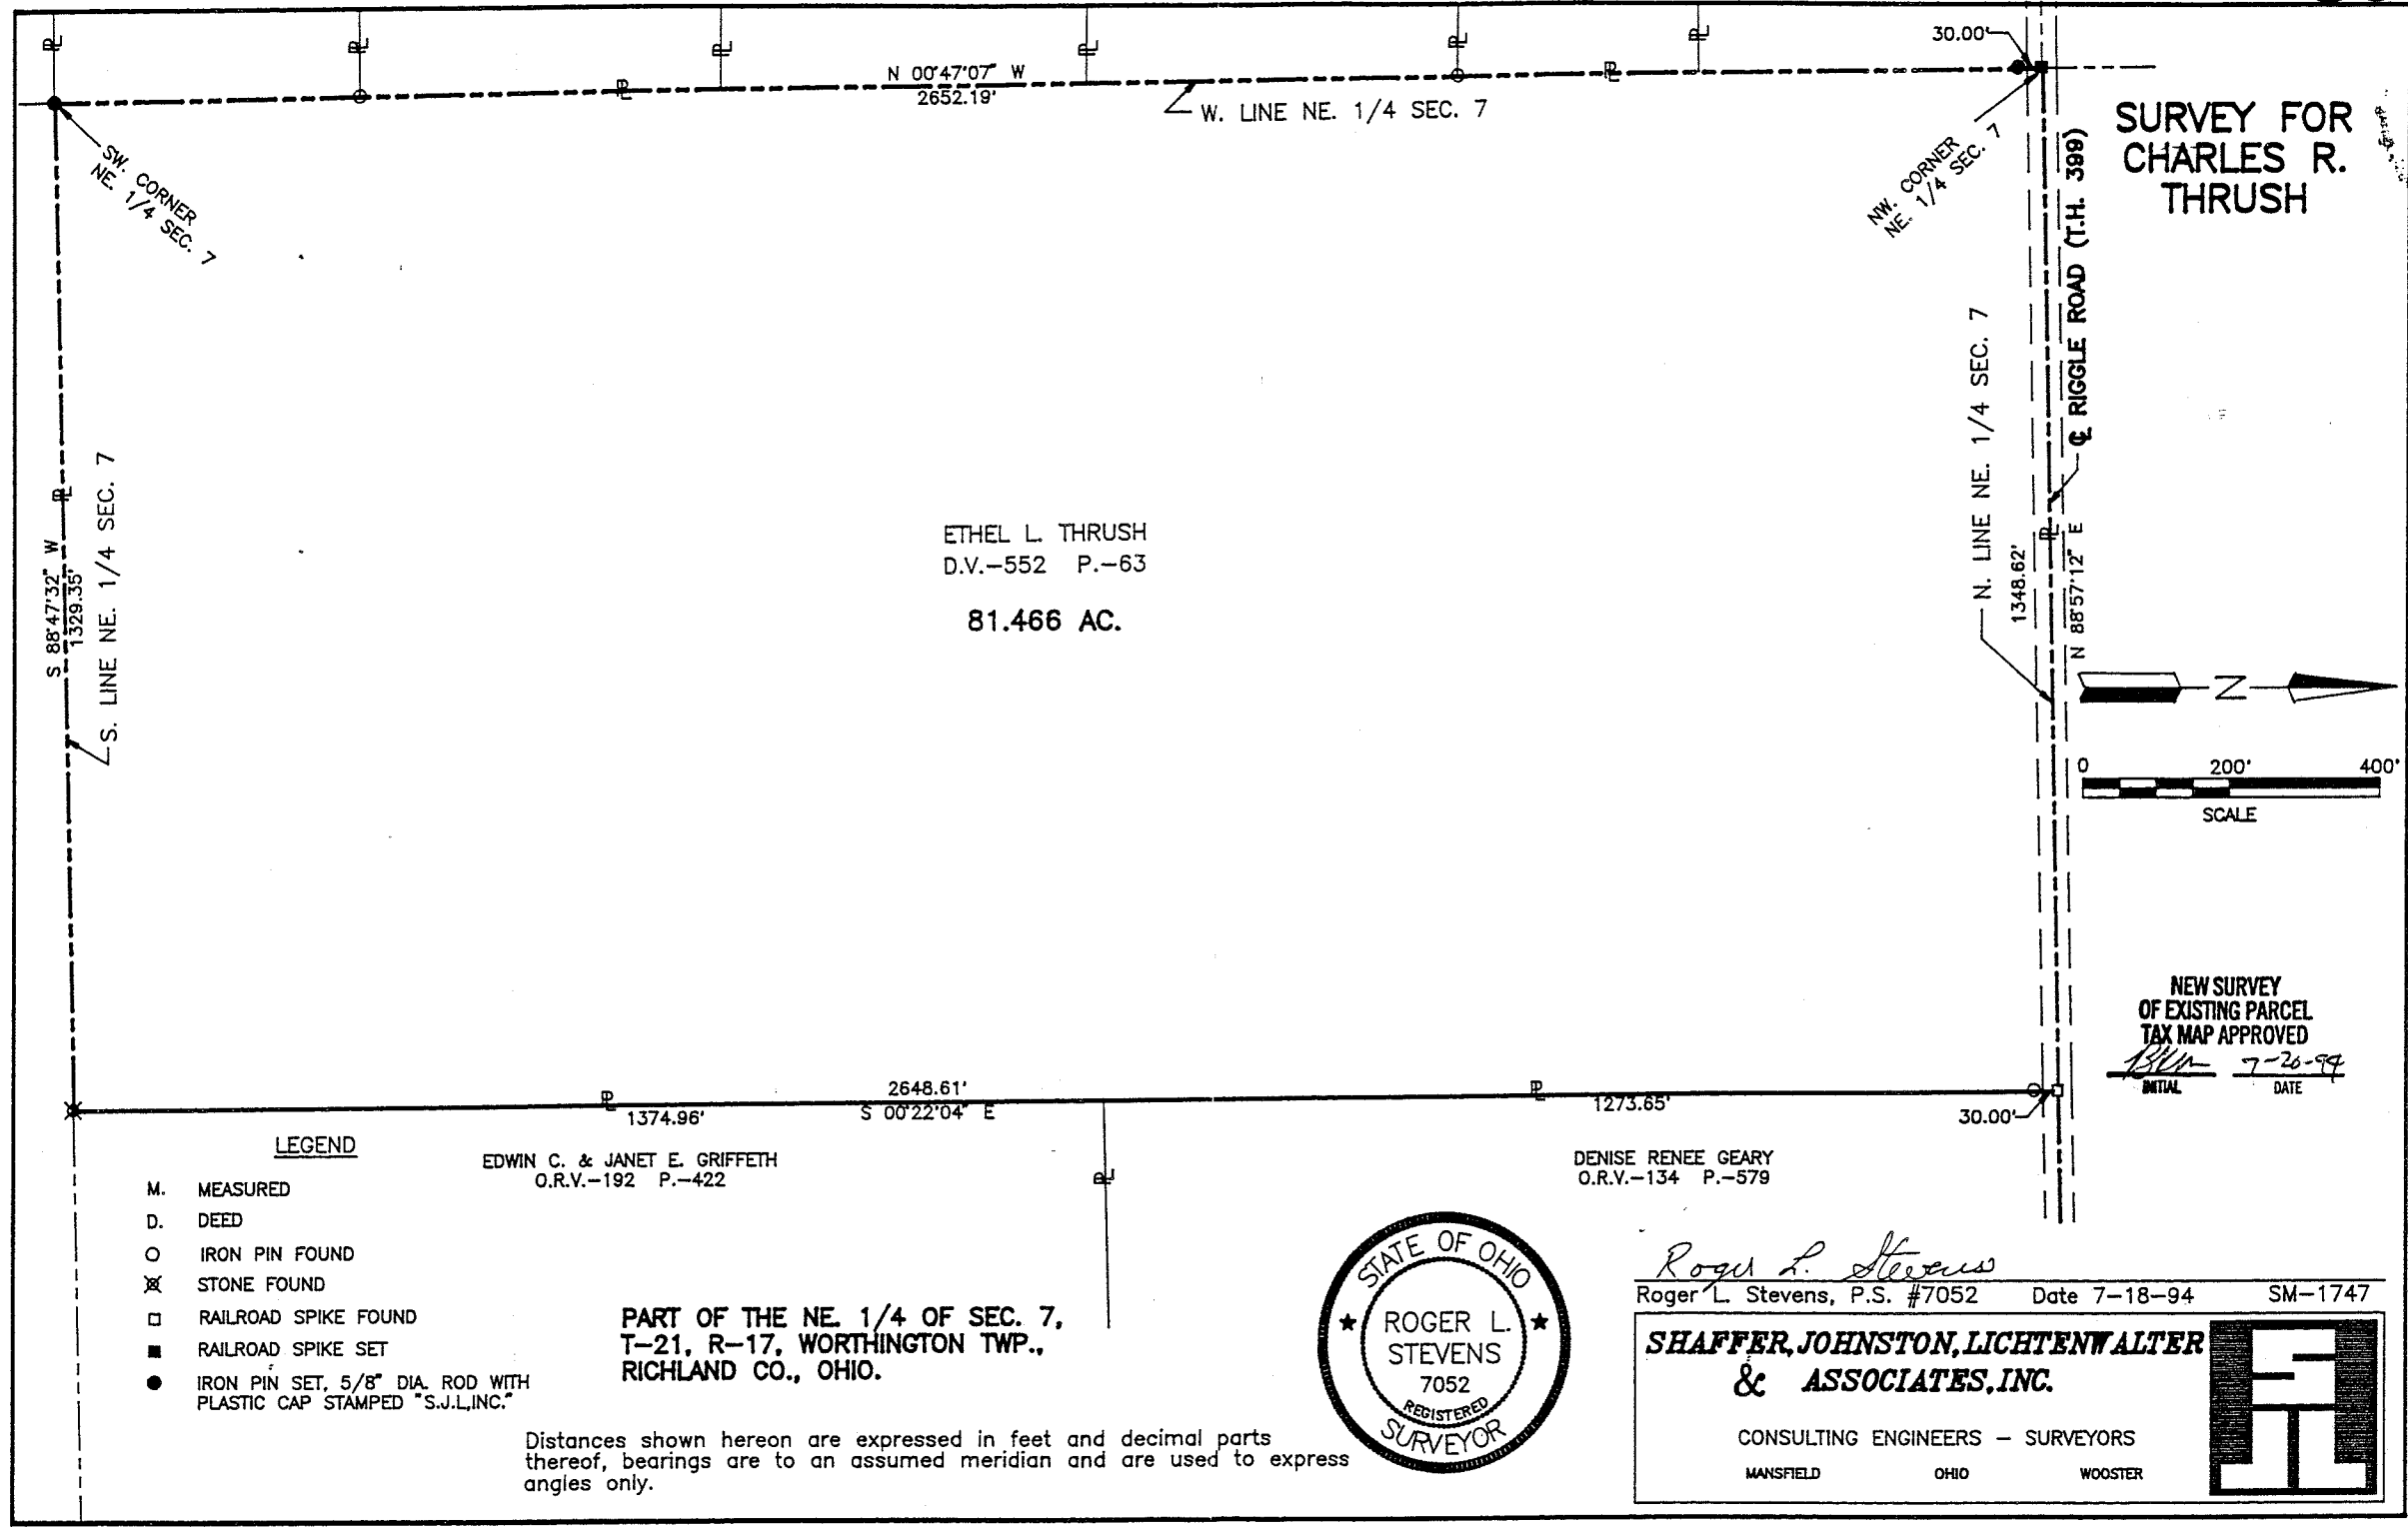 30.00'
N 00°47'07" W
2652.19'
W. LINE NE. 1/4 SEC. 7
SW. CORNER
NE. 1/4 SEC. 7
NW. CORNER
NE. 1/4 SEC. 7
SURVEY FOR
CHARLES R.
THRUSH
℄ RIGGLE ROAD (T.H. 399)
N. LINE NE. 1/4 SEC. 7
1348.62'
N 88°57'12" E
S 88°47'32" W
1329.35'
S. LINE NE. 1/4 SEC. 7
ETHEL L. THRUSH
D.V.-552 P.-63
81.466 AC.
N
0 200' 400'
SCALE
NEW SURVEY
OF EXISTING PARCEL
TAX MAP APPROVED
7-20-94
INITIAL DATE
2648.61'
1374.96' S 00°22'04" E
1273.65'
30.00'
EDWIN C. & JANET E. GRIFFETH
O.R.V.-192 P.-422
DENISE RENEE GEARY
O.R.V.-134 P.-579
LEGEND
M. MEASURED
D. DEED
IRON PIN FOUND
STONE FOUND
RAILROAD SPIKE FOUND
RAILROAD SPIKE SET
IRON PIN SET, 5/8" DIA. ROD WITH
PLASTIC CAP STAMPED "S.J.L,INC."
PART OF THE NE. 1/4 OF SEC. 7,
T-21, R-17, WORTHINGTON TWP.,
RICHLAND CO., OHIO.
Distances shown hereon are expressed in feet and decimal parts
thereof, bearings are to an assumed meridian and are used to express
angles only.
STATE OF OHIO
ROGER L.
STEVENS
7052
REGISTERED
SURVEYOR
Roger L. Stevens
Roger L. Stevens, P.S. #7052 Date 7-18-94 SM-1747
SHAFFER,JOHNSTON,LICHTENWALTER
& ASSOCIATES,INC.
CONSULTING ENGINEERS - SURVEYORS
MANSFIELD OHIO WOOSTER
SJL